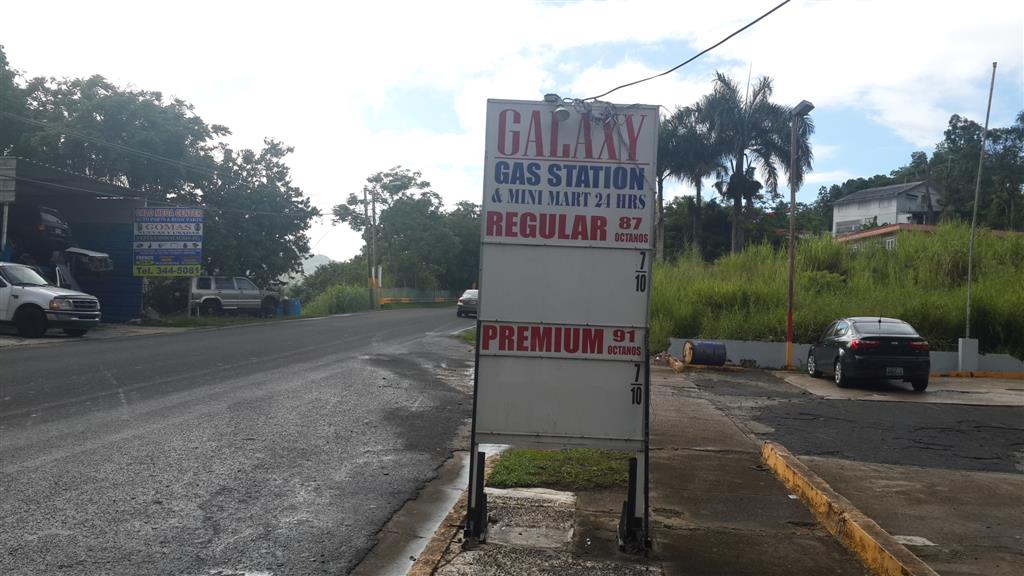 GALAXY
GAS STATION
& MINI MART 24 HRS
REGULAR 87
OCTANOS
7/10
PREMIUM 91
OCTANOS
7/10
GOMAS
Tel. 344-5081